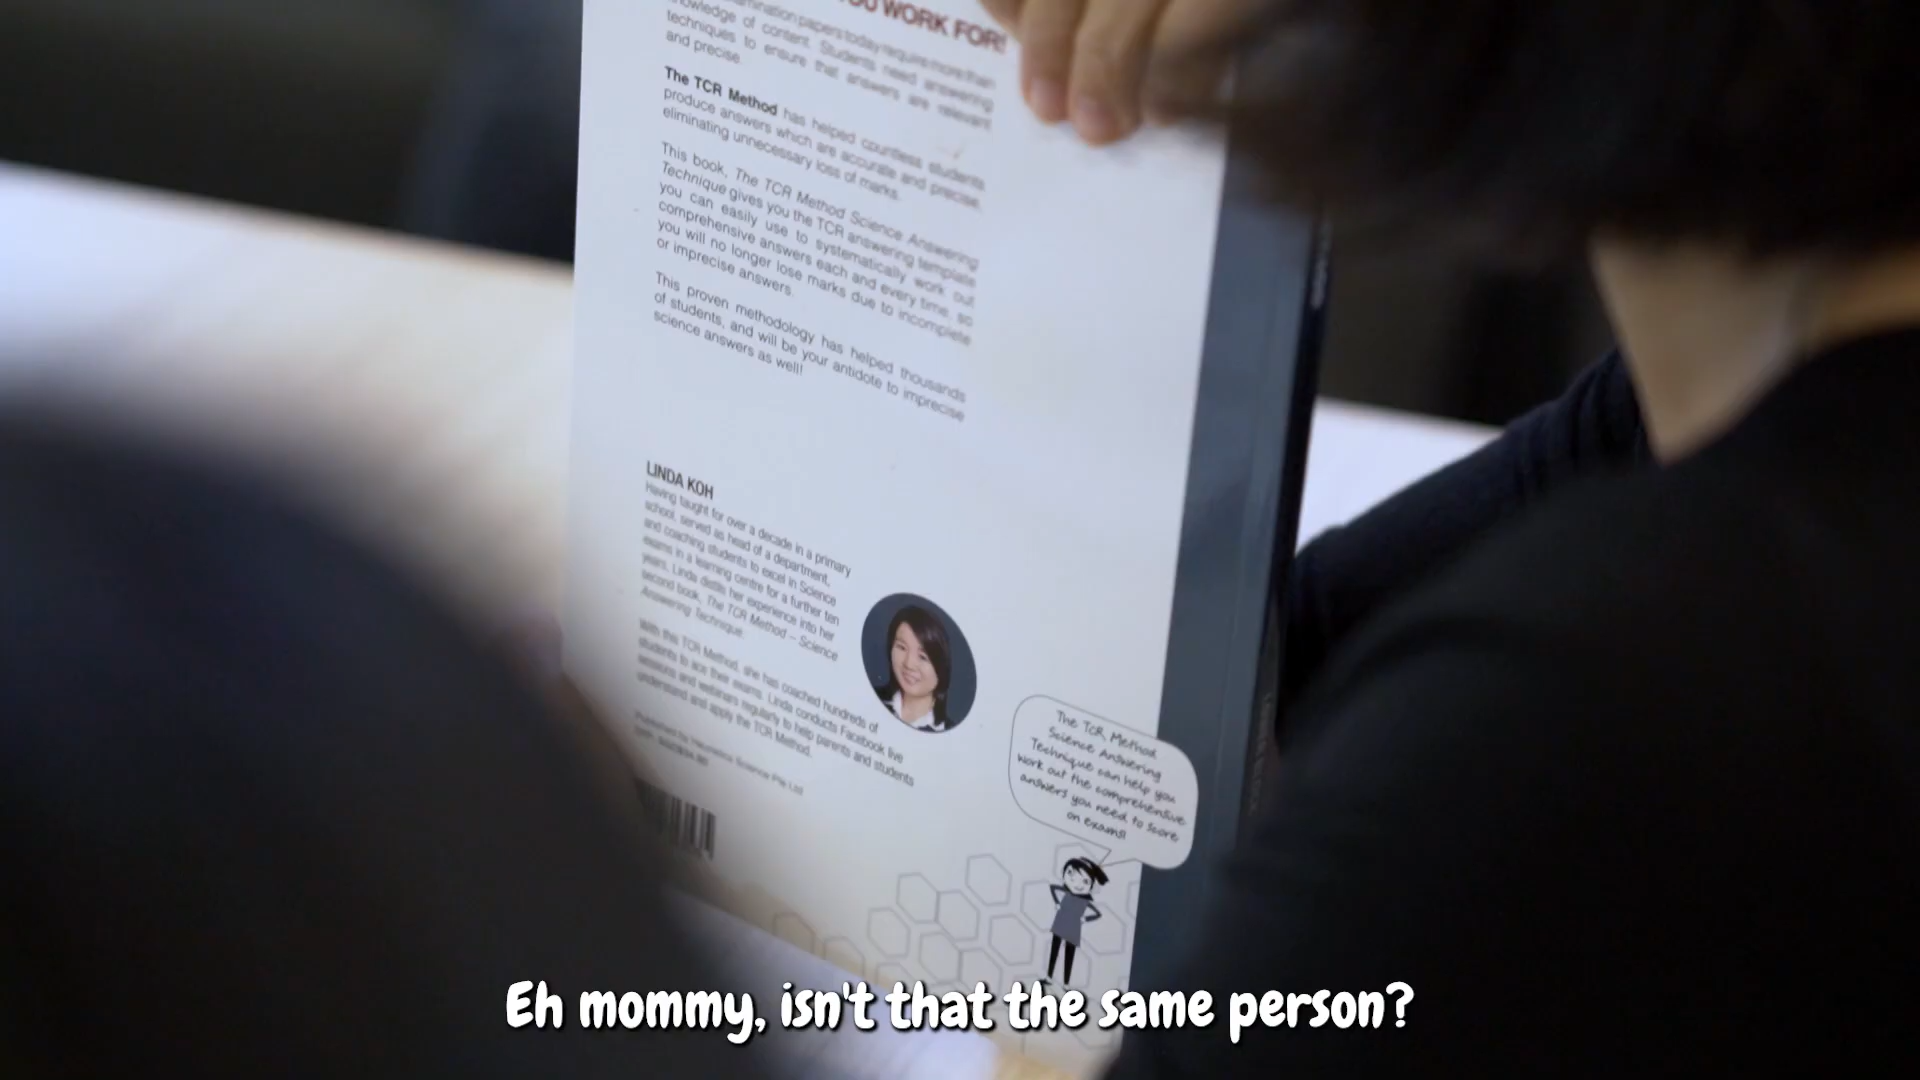 YOU WORK FOR!
examination papers today require more than
knowledge of content. Students need answering
techniques to ensure that answers are relevant
and precise.
The TCR Method has helped countless students
produce answers which are accurate and precise,
eliminating unnecessary loss of marks.
This book, The TCR Method Science Answering
Technique gives you the TCR answering template
you can easily use to systematically work out
comprehensive answers each and every time, so
you will no longer lose marks due to incomplete
or imprecise answers.
This proven methodology has helped thousands
of students, and will be your antidote to imprecise
science answers as well!
LINDA KOH
Having taught for over a decade in a primary
school, served as head of a department,
and coaching students to excel in Science
exams in a learning centre for a further ten
years, Linda distils her experience into her
second book, The TCR Method – Science
Answering Technique.
With this TCR Method, she has coached hundreds of
students to ace their exams. Linda conducts Facebook live
sessions and webinars regularly to help parents and students
understand and apply the TCR Method.
Published by Heuristics Science Pte Ltd
The TCR Method
Science Answering
Technique can help you
work out the comprehensive
answers you need to score
on exams!
Eh mommy, isn't that the same person?